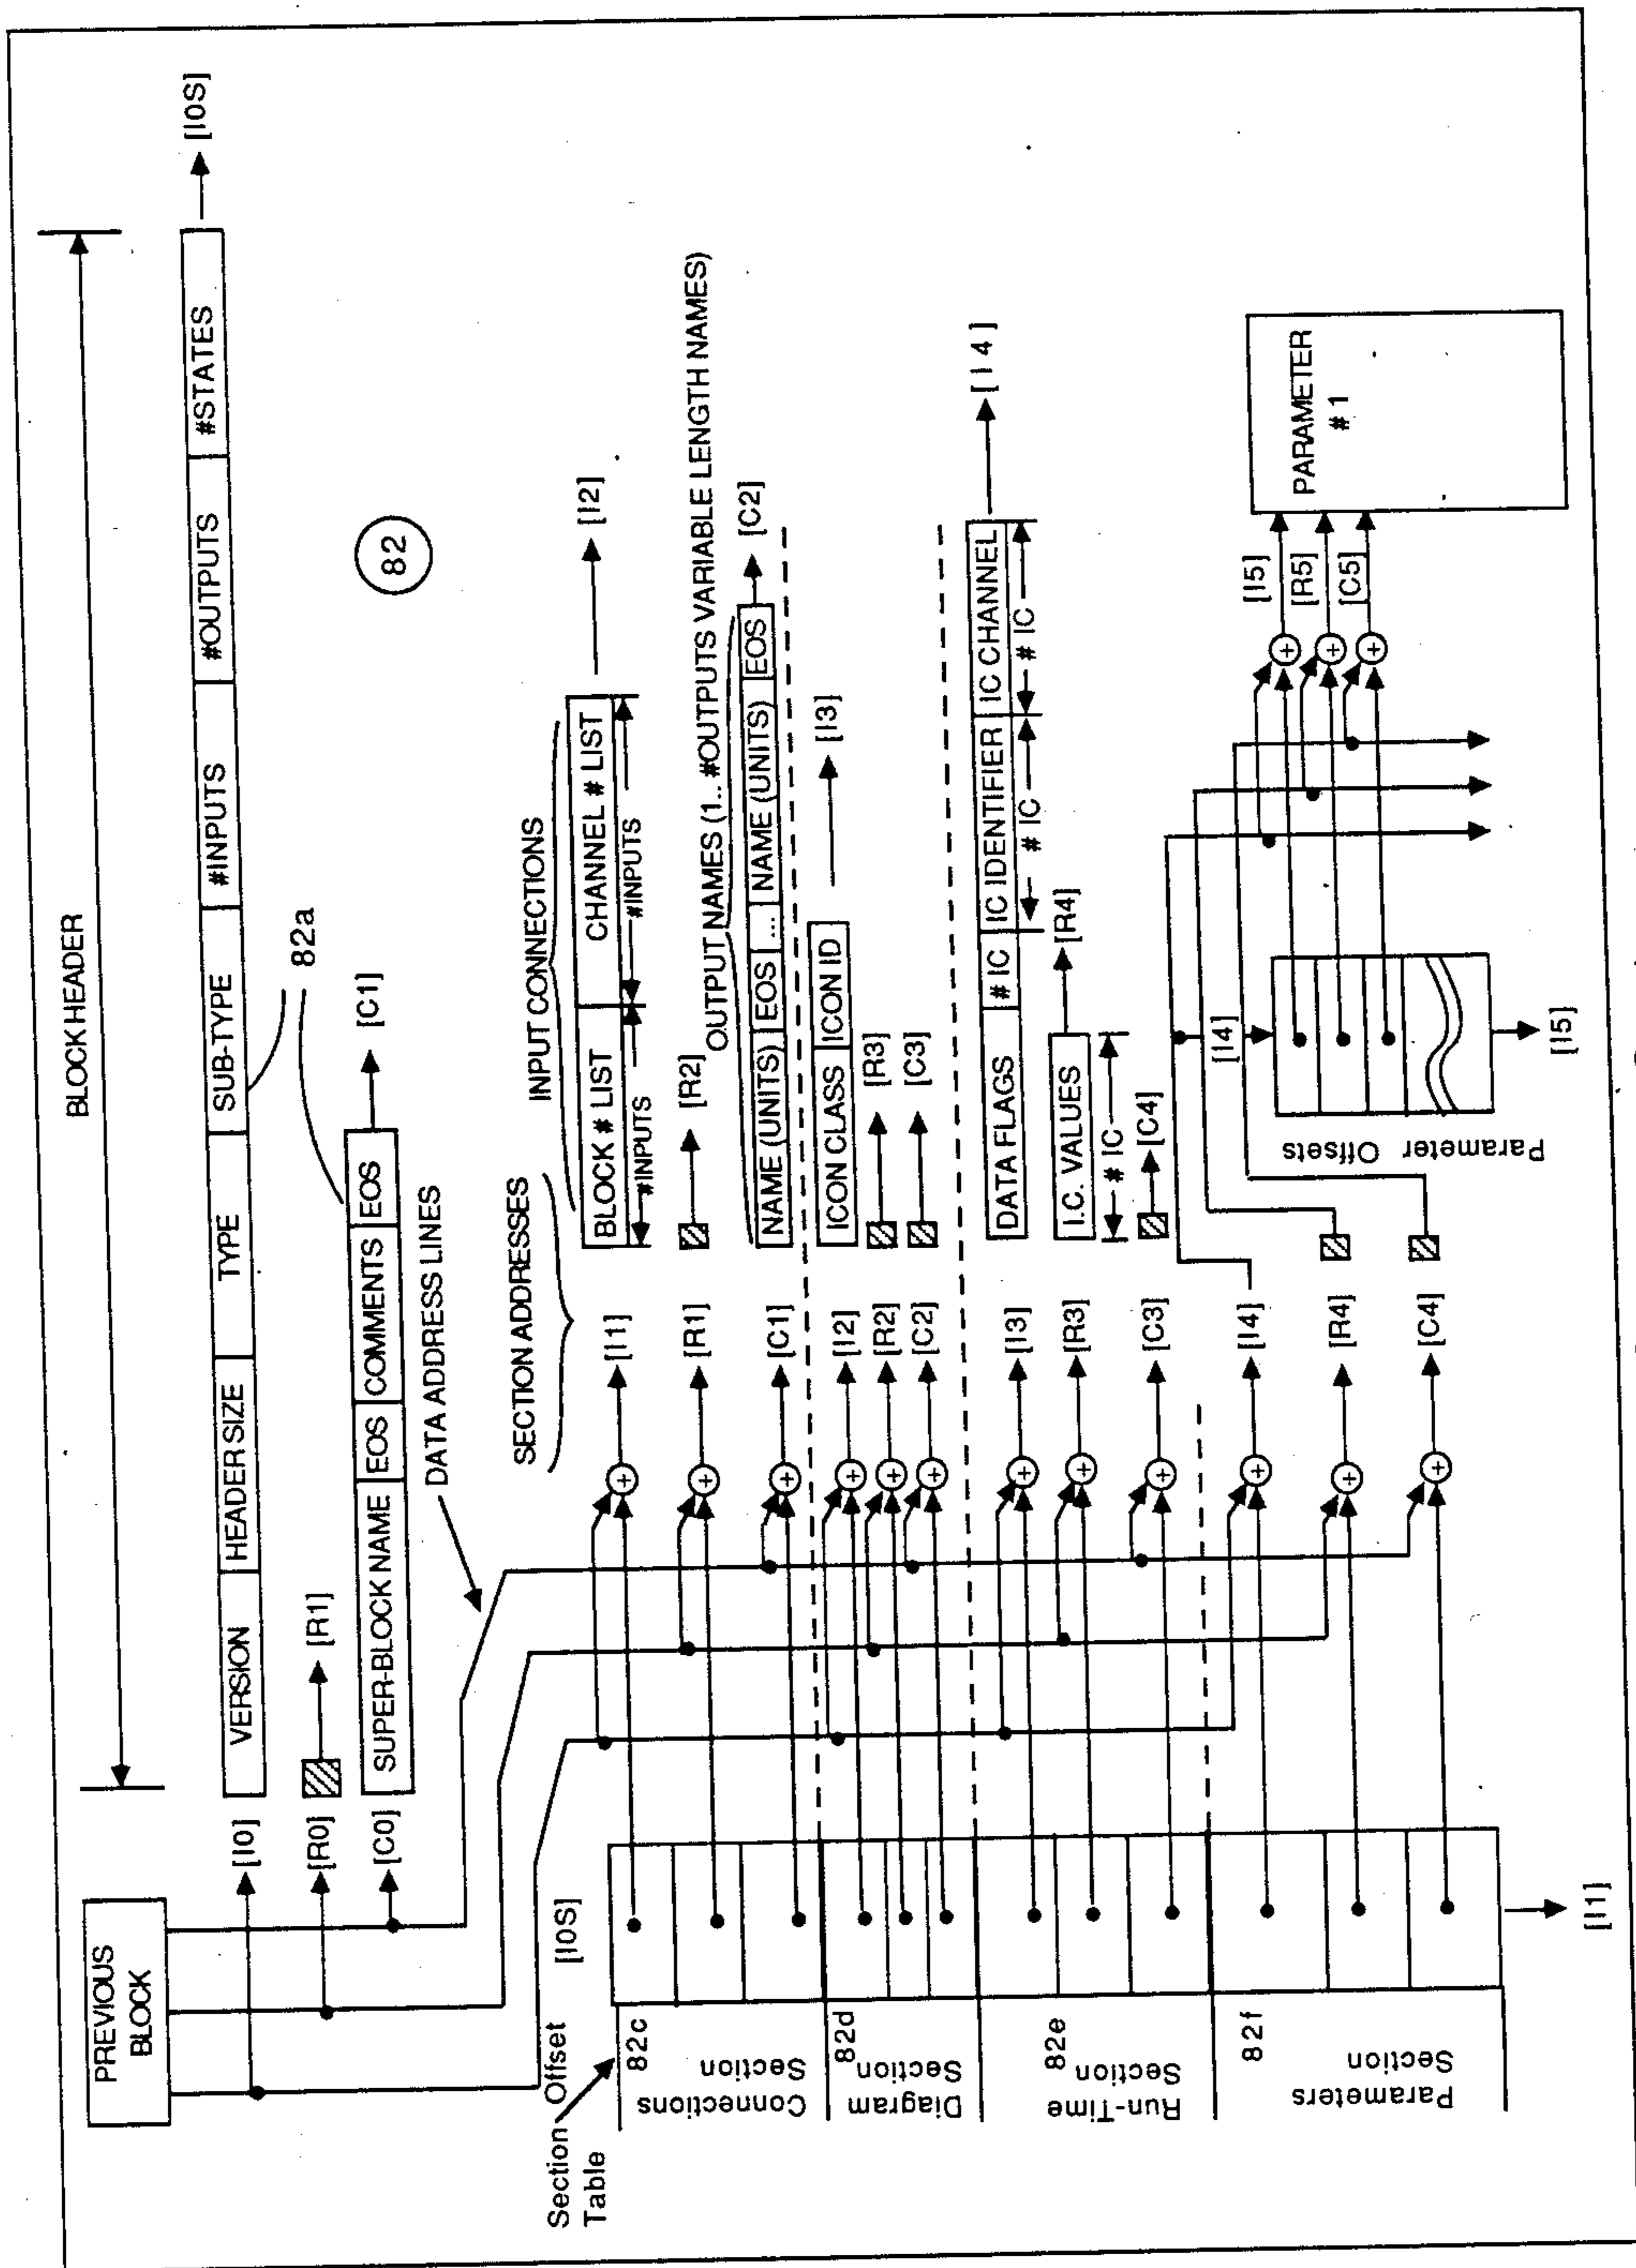 BLOCK HEADER
PREVIOUS
BLOCK
[I0]
VERSION
HEADER SIZE
TYPE
SUB-TYPE
#INPUTS
#OUTPUTS
#STATES
[I0S]
[R0]
[R1]
82a
[C0]
SUPER-BLOCK NAME
EOS
COMMENTS
EOS
[C1]
82
DATA ADDRESS LINES
Section Offset
Table
[I0S]
SECTION ADDRESSES
INPUT CONNECTIONS
82c
Connections
Section
[I1]
BLOCK # LIST
CHANNEL # LIST
[I2]
#INPUTS
#INPUTS
[R1]
[R2]
OUTPUT NAMES (1.. #OUTPUTS VARIABLE LENGTH NAMES)
[C1]
NAME (UNITS)
EOS
...
NAME (UNITS)
EOS
[C2]
82d
Diagram
Section
[I2]
ICON CLASS
ICON ID
[I3]
[R2]
[R3]
[C2]
[C3]
82e
Run-Time
Section
[I3]
DATA FLAGS
# IC
IC IDENTIFIER
IC CHANNEL
[I4]
# IC
# IC
[R3]
I.C. VALUES
[R4]
# IC
[C3]
[C4]
82f
Parameters
Section
[I4]
[R4]
[C4]
[I1]
[I4]
Parameter Offsets
[I5]
[I5]
[R5]
[C5]
PARAMETER
#1